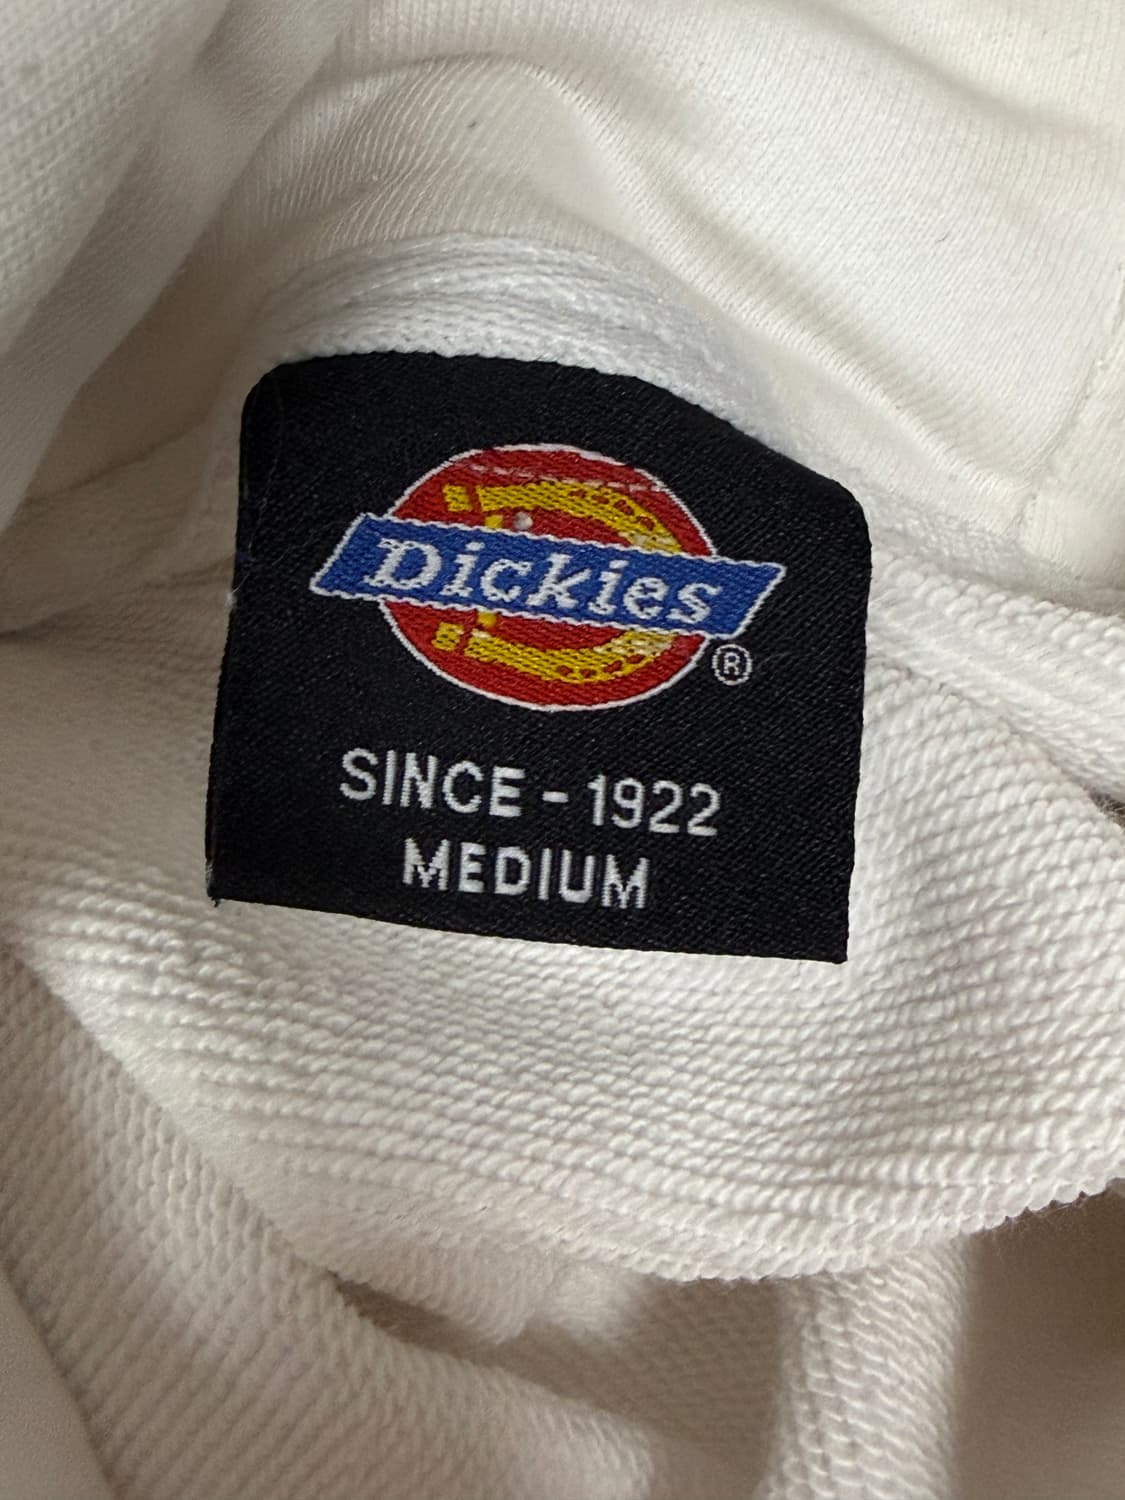 Dickies
®
SINCE - 1922
MEDIUM